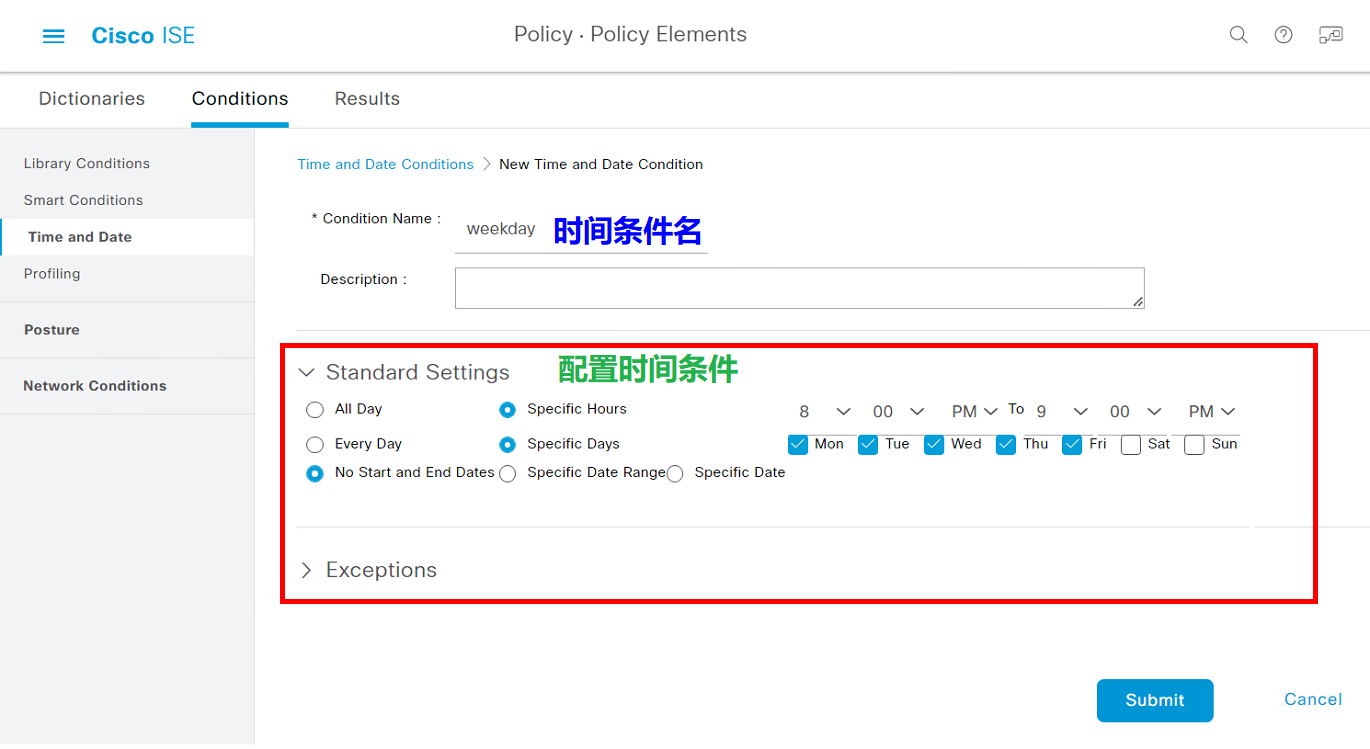 Cisco ISE
Policy · Policy Elements
Dictionaries Conditions Results
Library Conditions
Smart Conditions
Time and Date
Profiling
Posture
Network Conditions
Time and Date Conditions > New Time and Date Condition
* Condition Name : weekday 时间条件名
Description :
Standard Settings 配置时间条件
All Day Specific Hours 8 00 PM To 9 00 PM
Every Day Specific Days Mon Tue Wed Thu Fri Sat Sun
No Start and End Dates Specific Date Range Specific Date
Exceptions
Submit Cancel